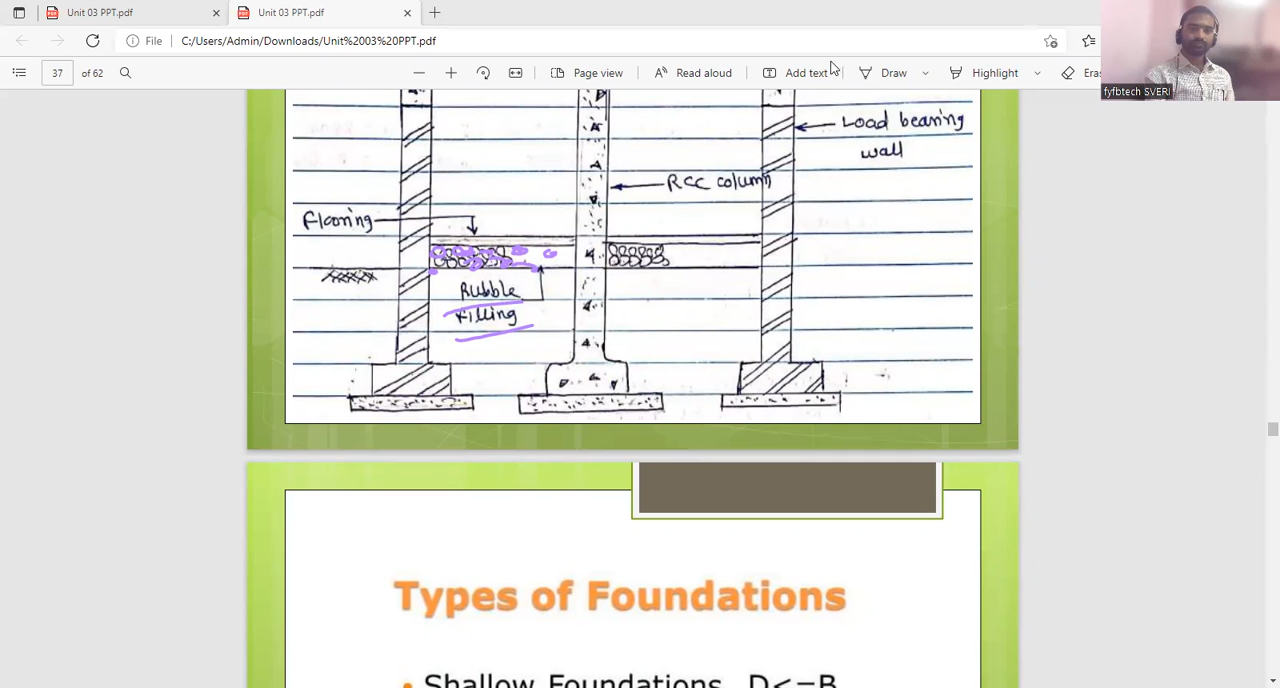 Unit 03 PPT.pdf
Unit 03 PPT.pdf
File
C:/Users/Admin/Downloads/Unit%2003%20PPT.pdf
37
of 62
Page view
Read aloud
Add text
Draw
Highlight
fyfbtech SVERI
Load bearing
wall
RCC column
Flooring
Rubble
Filling
Types of Foundations
• Shallow Foundations D<=B